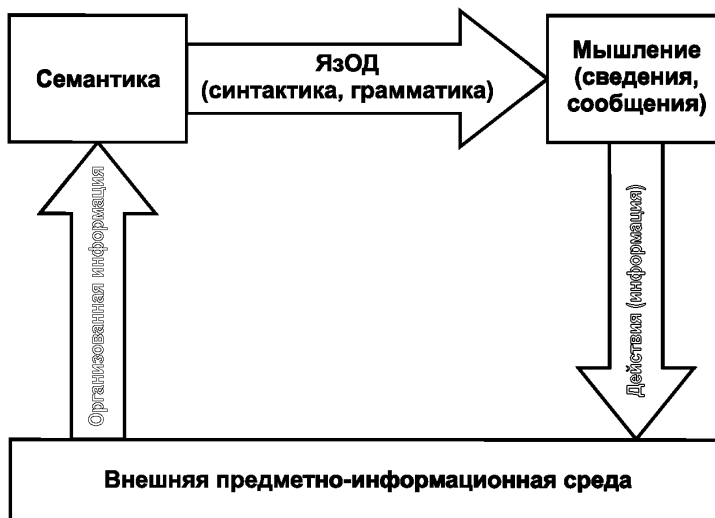 Семантика
ЯзОД
(синтактика, грамматика)
Мышление
(сведения,
сообщения)
Организованная информация
Действия (информация)
Внешняя предметно-информационная среда